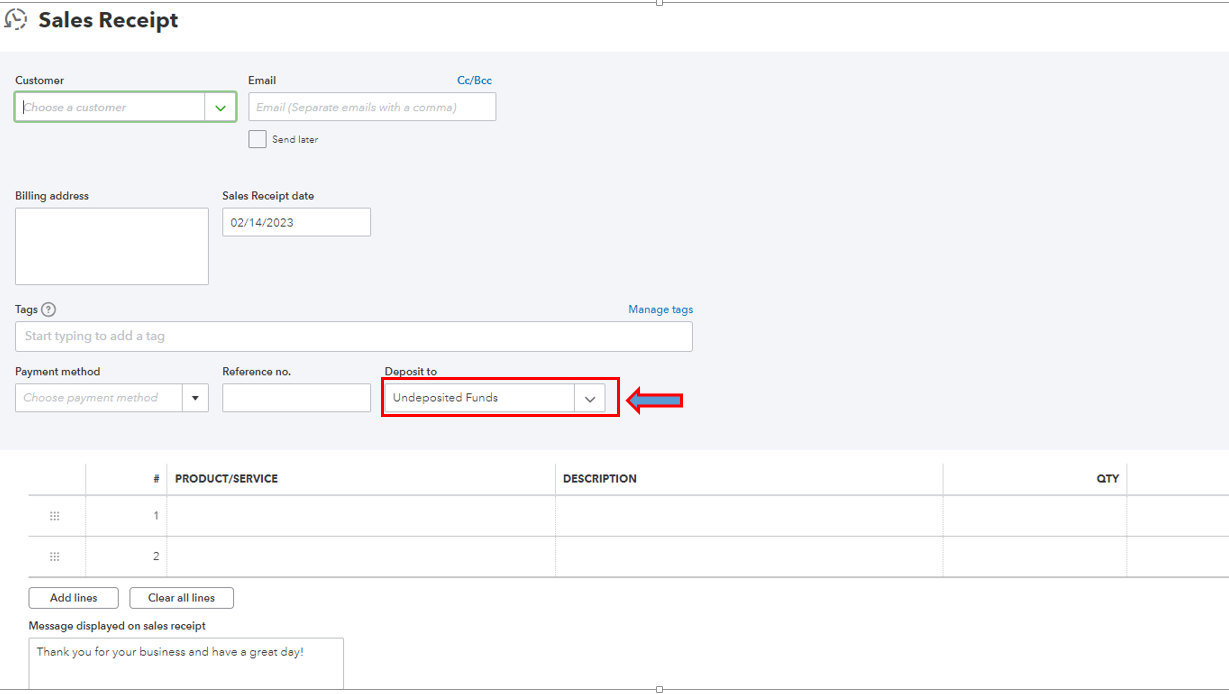 Sales Receipt
Customer
Email
Cc/Bcc
Choose a customer
Email (Separate emails with a comma)
Send later
Billing address
Sales Receipt date
02/14/2023
Tags ?
Manage tags
Start typing to add a tag
Payment method
Reference no.
Deposit to
Choose payment method
Undeposited Funds
# PRODUCT/SERVICE DESCRIPTION QTY
1
2
Add lines
Clear all lines
Message displayed on sales receipt
Thank you for your business and have a great day!